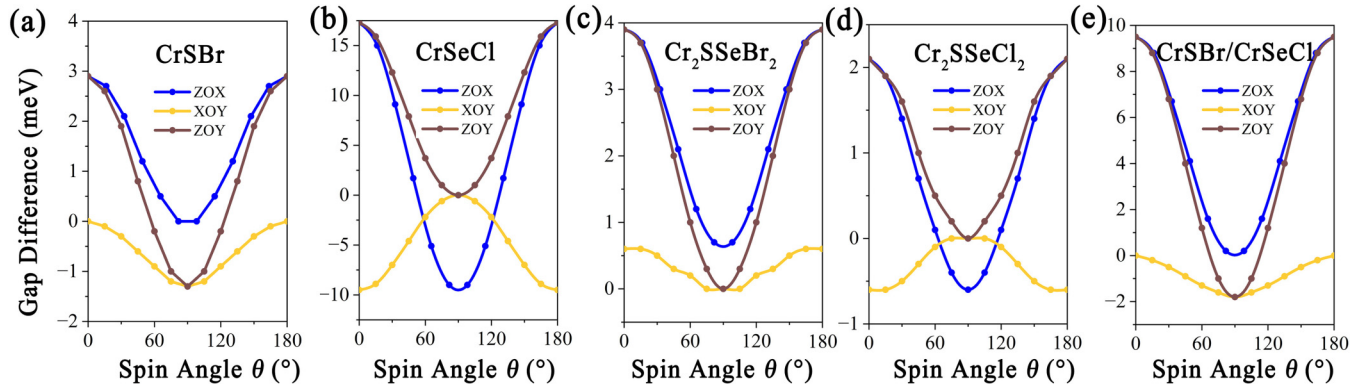 (a)
CrSBr
ZOX
XOY
ZOY
Gap Difference (meV)
4
3
2
1
0
−1
−2
0
60
120
180
Spin Angle θ (°)
(b)
CrSeCl
ZOX
XOY
ZOY
15
10
5
0
−5
−10
0
60
120
180
Spin Angle θ (°)
(c)
Cr₂SSeBr₂
ZOX
XOY
ZOY
4
3
2
1
0
0
60
120
180
Spin Angle θ (°)
(d)
Cr₂SSeCl₂
ZOX
XOY
ZOY
2
1
0
−1
0
60
120
180
Spin Angle θ (°)
(e)
CrSBr/CrSeCl
ZOX
XOY
ZOY
10
8
6
4
2
0
−2
0
60
120
180
Spin Angle θ (°)